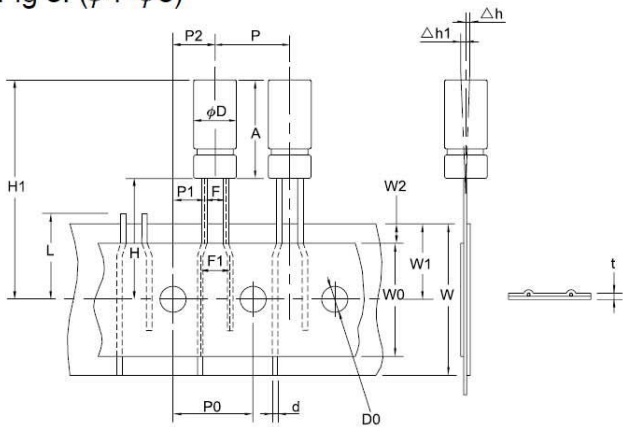 △h
P2 P △h1
φD A
H1
P1 F W2
L H F1 W1
W0 W t
P0 d D0